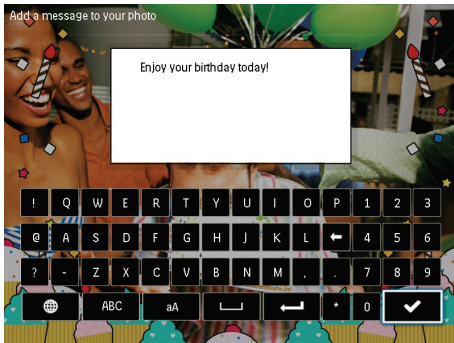 Add a message to your photo
Enjoy your birthday today!
! Q W E R T Y U I O P 1 2 3
@ A S D F G H J K L 4 5 6
? - Z X C V B N M , . 7 8 9
ABC aA * 0